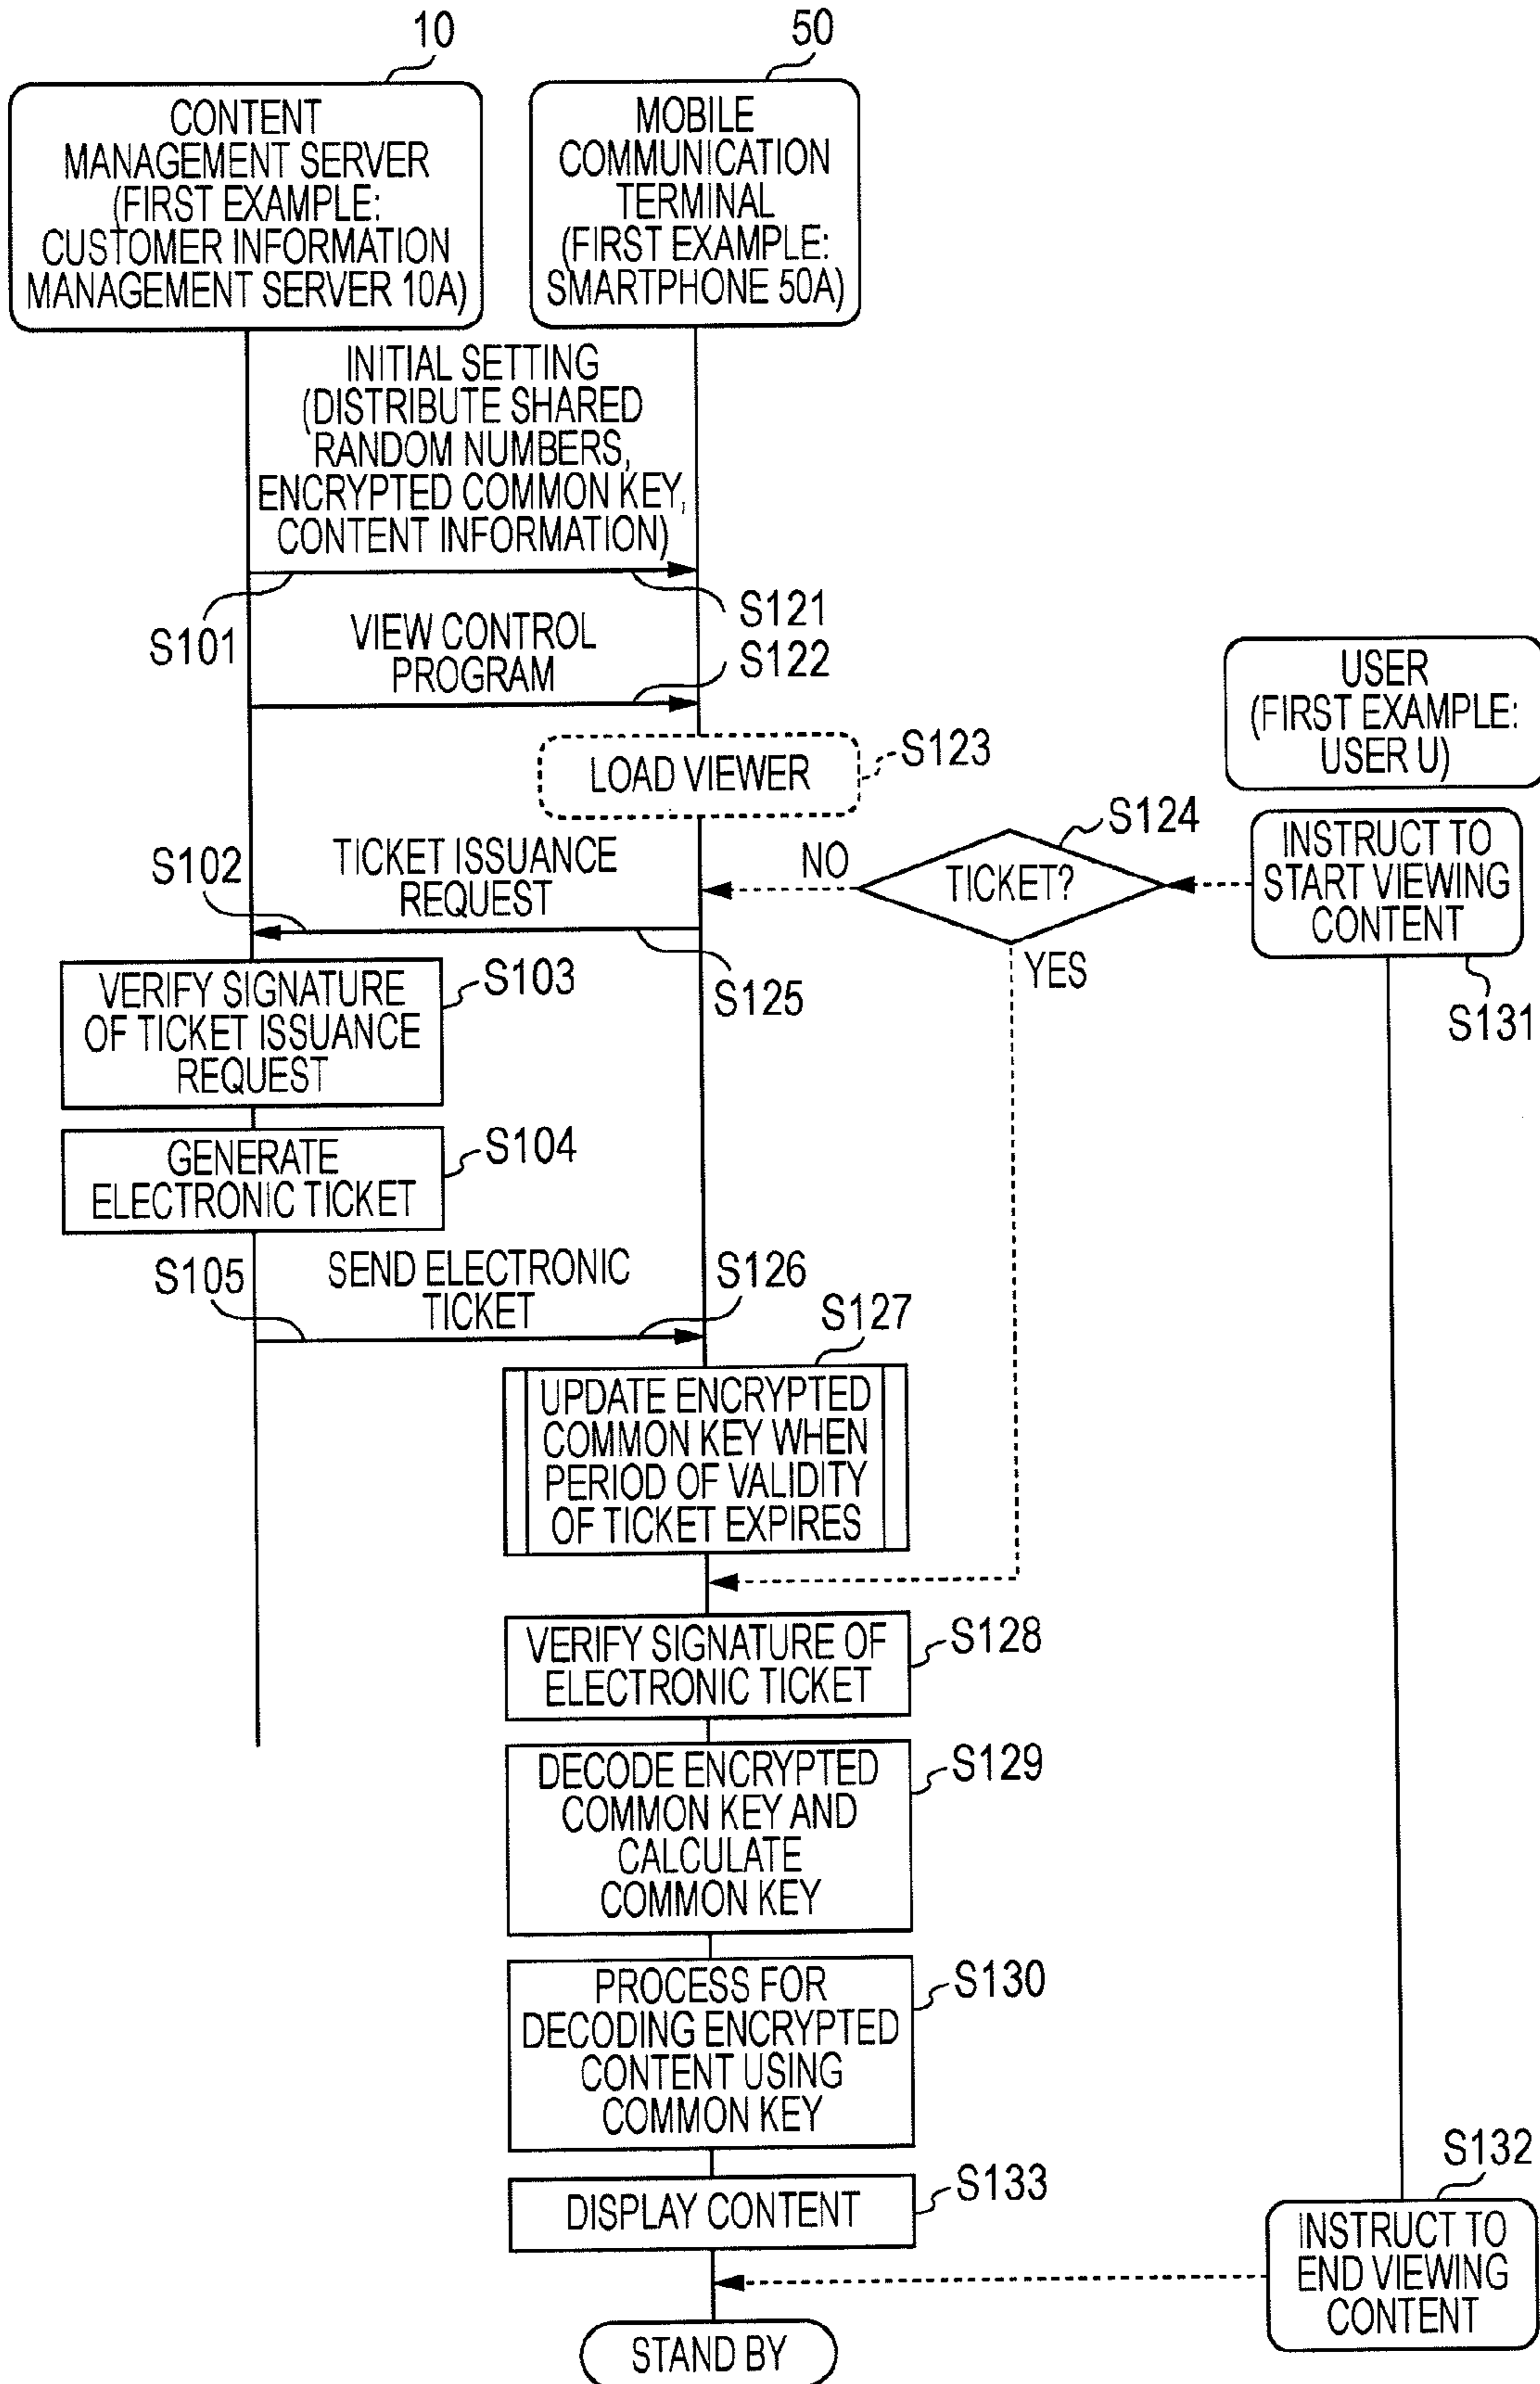 10
50
CONTENT
MANAGEMENT SERVER
(FIRST EXAMPLE:
CUSTOMER INFORMATION
MANAGEMENT SERVER 10A)
MOBILE
COMMUNICATION
TERMINAL
(FIRST EXAMPLE:
SMARTPHONE 50A)
INITIAL SETTING
(DISTRIBUTE SHARED
RANDOM NUMBERS,
ENCRYPTED COMMON KEY,
CONTENT INFORMATION)
S101
S121
VIEW CONTROL
PROGRAM
S122
USER
(FIRST EXAMPLE:
USER U)
LOAD VIEWER
S123
S124
TICKET?
NO
YES
INSTRUCT TO
START VIEWING
CONTENT
S131
S102
TICKET ISSUANCE
REQUEST
S125
VERIFY SIGNATURE
OF TICKET ISSUANCE
REQUEST
S103
GENERATE
ELECTRONIC TICKET
S104
S105
SEND ELECTRONIC
TICKET
S126
S127
UPDATE ENCRYPTED
COMMON KEY WHEN
PERIOD OF VALIDITY
OF TICKET EXPIRES
VERIFY SIGNATURE OF
ELECTRONIC TICKET
S128
DECODE ENCRYPTED
COMMON KEY AND
CALCULATE
COMMON KEY
S129
PROCESS FOR
DECODING ENCRYPTED
CONTENT USING
COMMON KEY
S130
DISPLAY CONTENT
S133
S132
INSTRUCT TO
END VIEWING
CONTENT
STAND BY